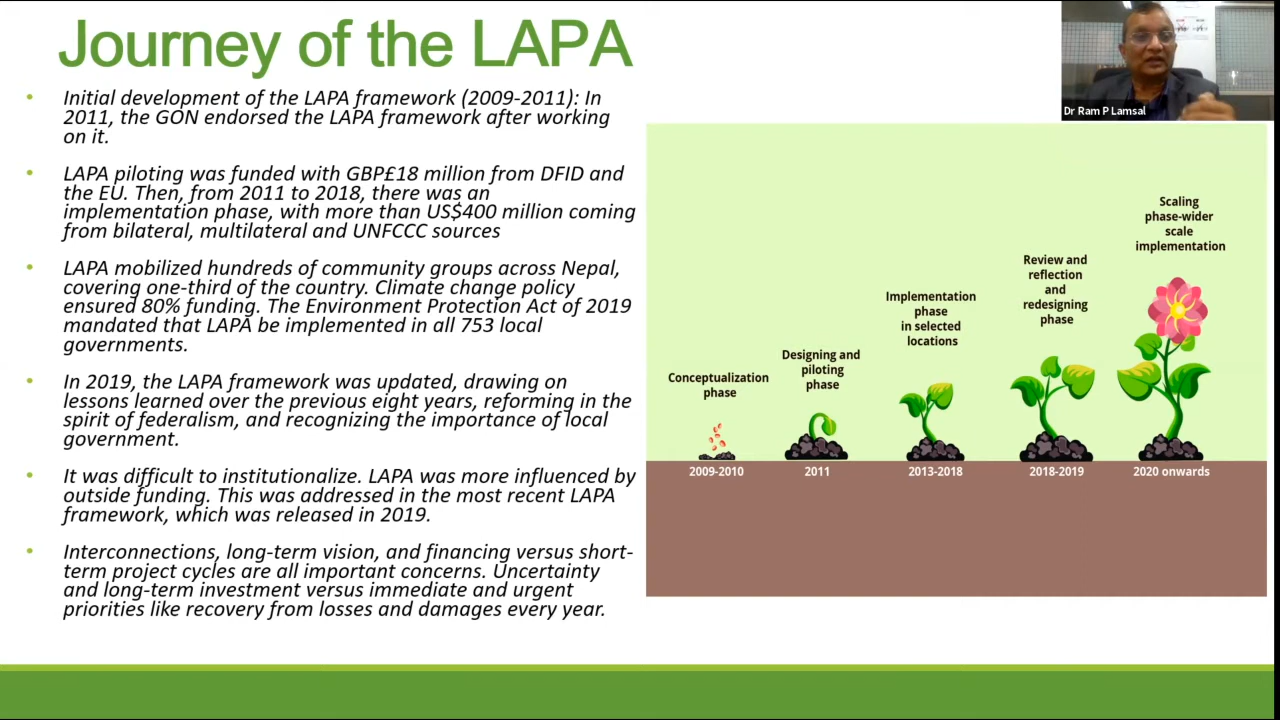 Journey of the LAPA
Dr Ram P Lamsal
• Initial development of the LAPA framework (2009-2011): In
2011, the GON endorsed the LAPA framework after working
on it.
• LAPA piloting was funded with GBP£18 million from DFID and
the EU. Then, from 2011 to 2018, there was an
implementation phase, with more than US$400 million coming
from bilateral, multilateral and UNFCCC sources
• LAPA mobilized hundreds of community groups across Nepal,
covering one-third of the country. Climate change policy
ensured 80% funding. The Environment Protection Act of 2019
mandated that LAPA be implemented in all 753 local
governments.
• In 2019, the LAPA framework was updated, drawing on
lessons learned over the previous eight years, reforming in the
spirit of federalism, and recognizing the importance of local
government.
• It was difficult to institutionalize. LAPA was more influenced by
outside funding. This was addressed in the most recent LAPA
framework, which was released in 2019.
• Interconnections, long-term vision, and financing versus short-
term project cycles are all important concerns. Uncertainty
and long-term investment versus immediate and urgent
priorities like recovery from losses and damages every year.
Conceptualization
phase
2009-2010
Designing and
piloting
phase
2011
Implementation
phase
in selected
locations
2013-2018
Review and
reflection
and
redesigning
phase
2018-2019
Scaling
phase-wider
scale
implementation
2020 onwards